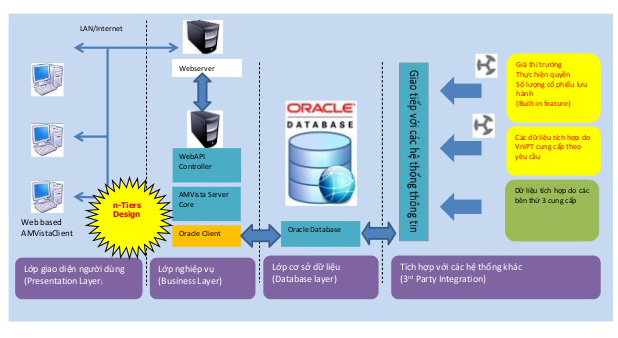 LAN/Internet
Webserver
WebAPI
Controller
AMVista Server
Core
Oracle Client
Web based
AMVistaClient
n-Tiers
Design
ORACLE
DATABASE
Oracle Database
Giao tiếp với các hệ thống thông tin
Giá thị trường.
Thực hiện quyền
Số lượng cổ phiếu lưu
hành
(Built-in feature)
Các dữ liệu tích hợp do
VniPT cung cấp theo
yêu cầu
Dữ liệu tích hợp do các
bên thứ 3 cung cấp
Lớp giao diện người dùng
(Presentation Layer)
Lớp nghiệp vụ
(Business Layer)
Lớp cơ sở dữ liệu
(Database layer)
Tích hợp với các hệ thống khác
(3rd Party Integration)